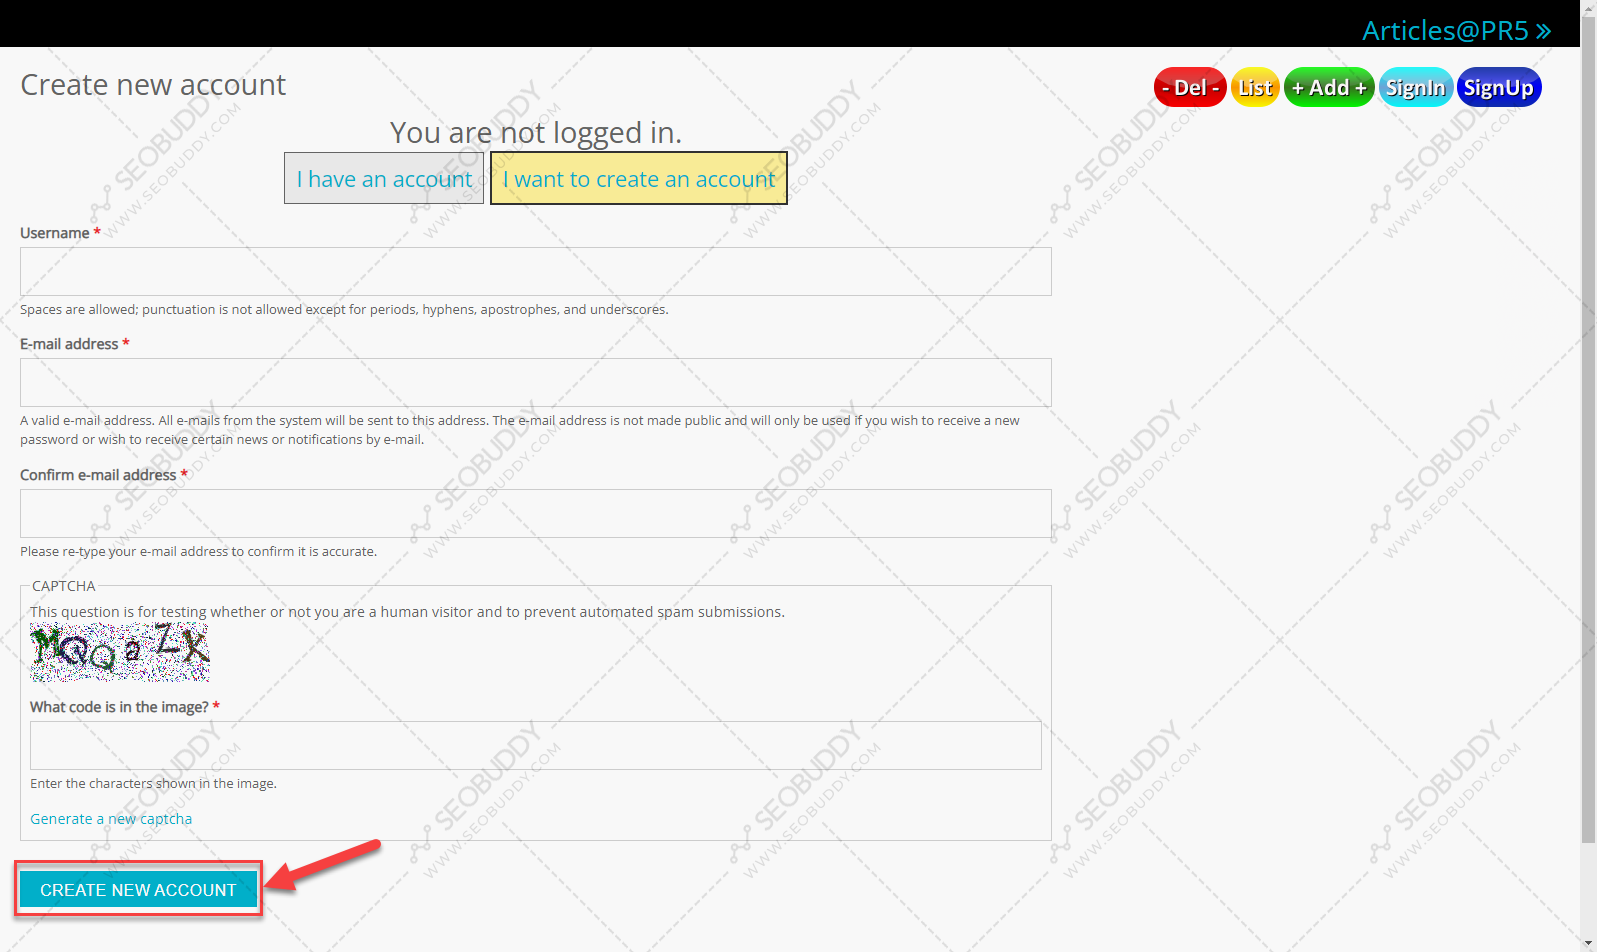 Articles@PR5 »
Create new account
- Del -
List
+ Add +
SignIn
SignUp
You are not logged in.
I have an account
I want to create an account
Username *
Spaces are allowed; punctuation is not allowed except for periods, hyphens, apostrophes, and underscores.
E-mail address *
A valid e-mail address. All e-mails from the system will be sent to this address. The e-mail address is not made public and will only be used if you wish to receive a new
password or wish to receive certain news or notifications by e-mail.
Confirm e-mail address *
Please re-type your e-mail address to confirm it is accurate.
CAPTCHA
This question is for testing whether or not you are a human visitor and to prevent automated spam submissions.
MQQaZX
What code is in the image? *
Enter the characters shown in the image.
Generate a new captcha
CREATE NEW ACCOUNT
SEOBUDDY
WWW.SEOBUDDY.COM